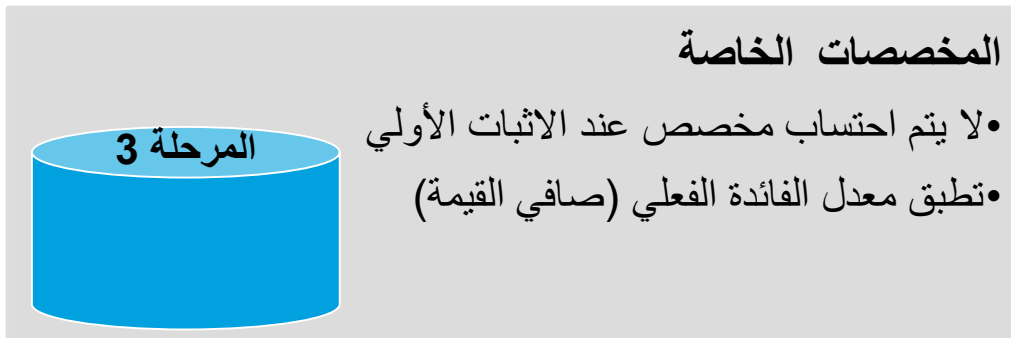 المخصصات الخاصة
•لا يتم احتساب مخصص عند الاثبات الأولي
•تطبق معدل الفائدة الفعلي (صافي القيمة)
المرحلة 3